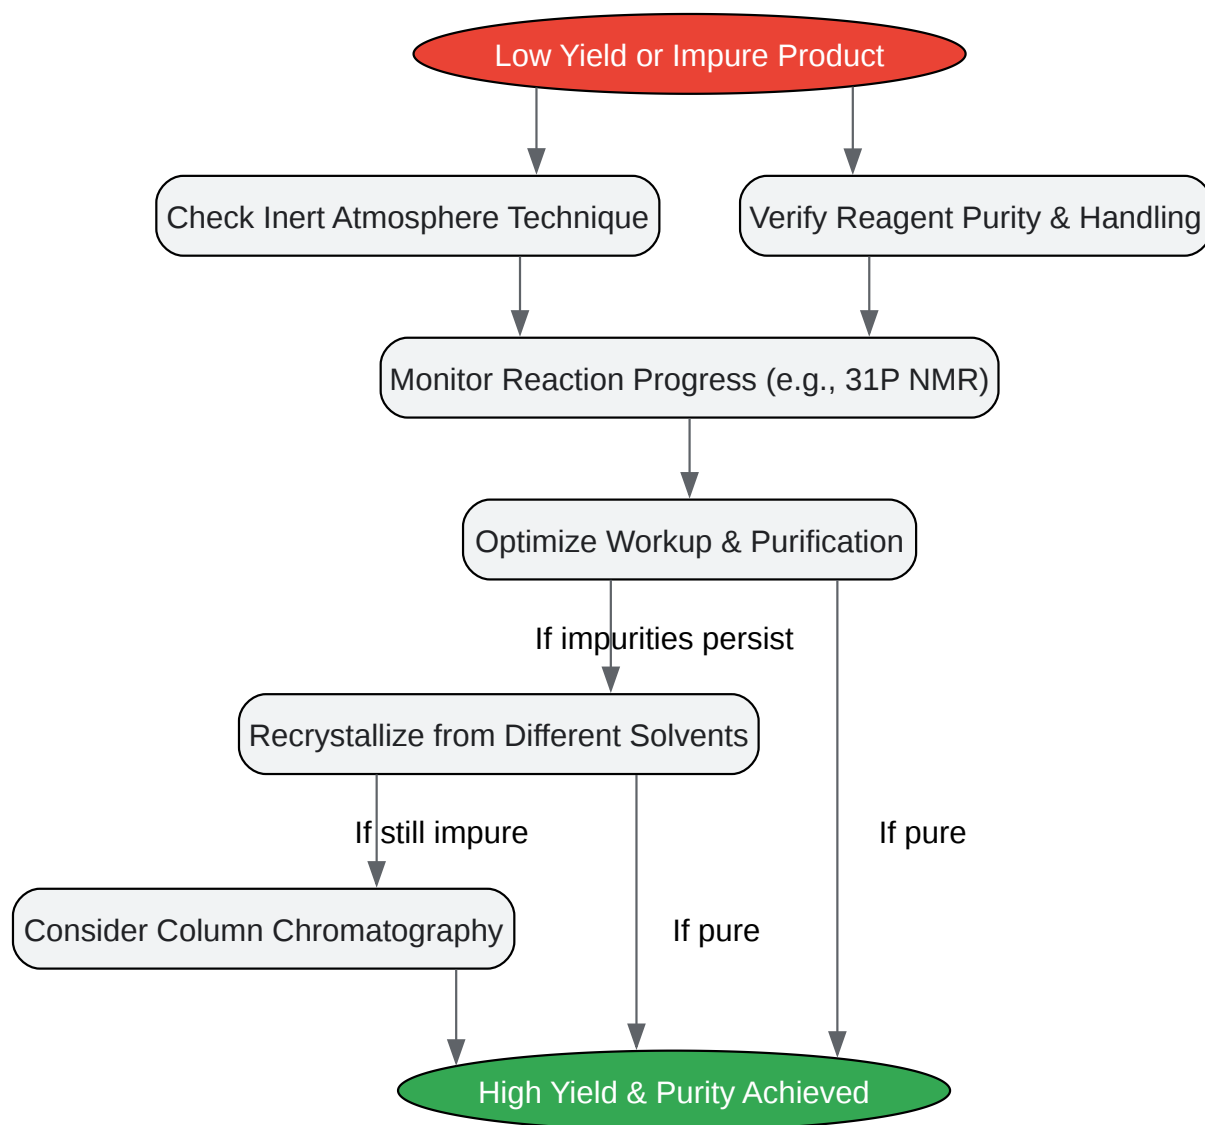 Low Yield or Impure Product
Check Inert Atmosphere Technique
Verify Reagent Purity & Handling
Monitor Reaction Progress (e.g., 31P NMR)
Optimize Workup & Purification
If impurities persist
Recrystallize from Different Solvents
If still impure
If pure
Consider Column Chromatography
If pure
High Yield & Purity Achieved